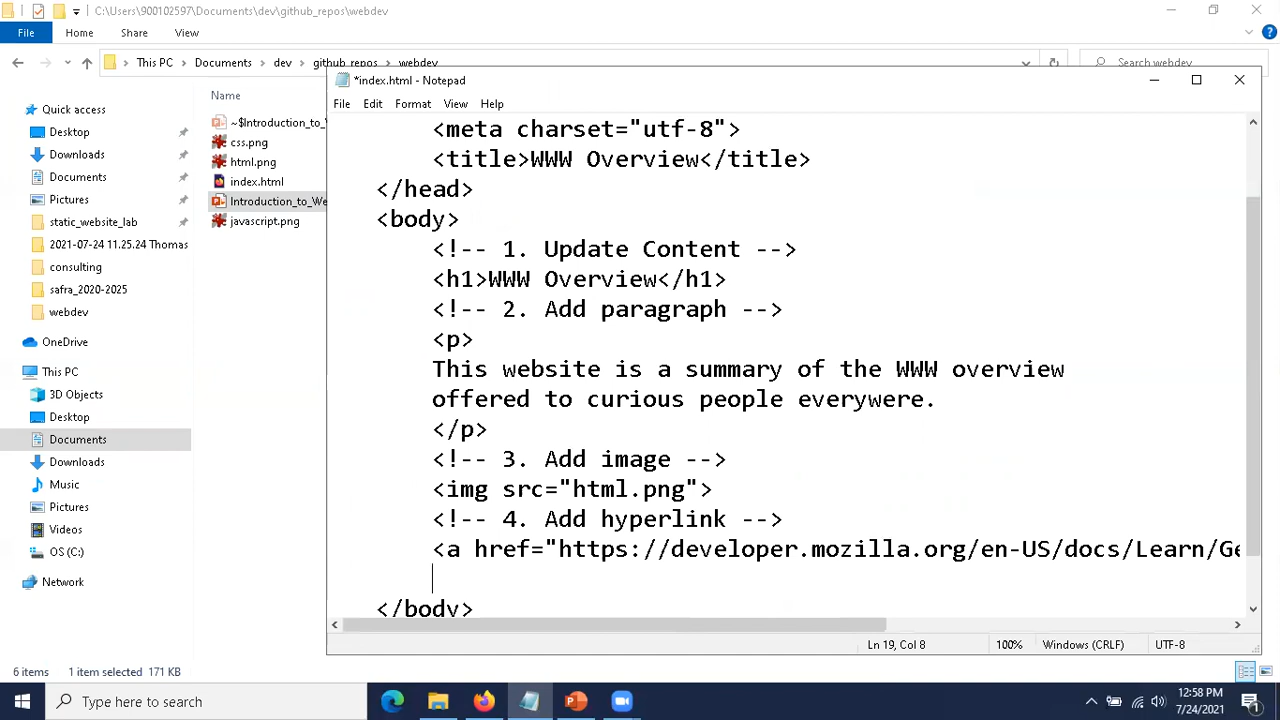 C:\Users\900102597\Documents\dev\github_repos\webdev
File Home Share View
This PC Documents dev github_repos webdev Search webdev
*index.html - Notepad
File Edit Format View Help
Quick access
Desktop
Downloads
Documents
Pictures
static_website_lab
2021-07-24 11.25.24 Thomas
consulting
safra_2020-2025
webdev
OneDrive
This PC
3D Objects
Desktop
Documents
Downloads
Music
Pictures
Videos
OS (C:)
Network
Name
~$Introduction_to_
css.png
html.png
index.html
Introduction_to_We
javascript.png
<meta charset="utf-8">
<title>WWW Overview</title>
</head>
<body>
<!-- 1. Update Content -->
<h1>WWW Overview</h1>
<!-- 2. Add paragraph -->
<p>
This website is a summary of the WWW overview
offered to curious people everywere.
</p>
<!-- 3. Add image -->
<img src="html.png">
<!-- 4. Add hyperlink -->
<a href="https://developer.mozilla.org/en-US/docs/Learn/Ge
</body>
Ln 19, Col 8 100% Windows (CRLF) UTF-8
6 items 1 item selected 171 KB
Type here to search
12:58 PM
7/24/2021